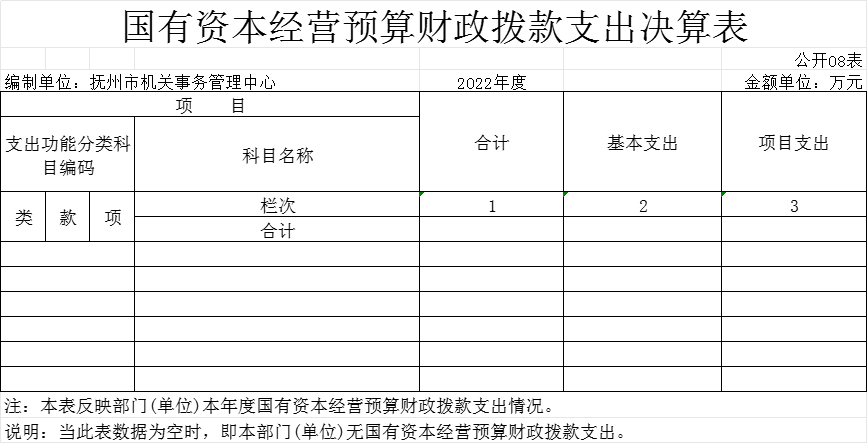 国有资本经营预算财政拨款支出决算表
公开08表
编制单位：抚州市机关事务管理中心 2022年度 金额单位：万元
项 目
支出功能分类科
目编码
科目名称 合计 基本支出 项目支出
类 款 项 栏次 1 2 3
合计
注：本表反映部门(单位)本年度国有资本经营预算财政拨款支出情况。
说明：当此表数据为空时，即本部门(单位)无国有资本经营预算财政拨款支出。